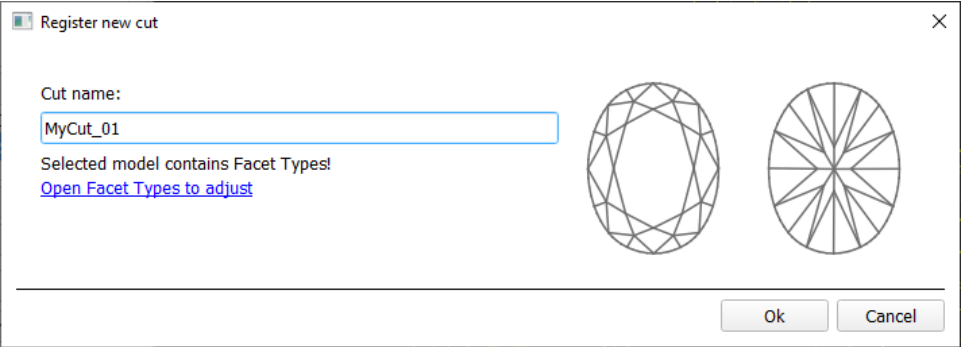 Register new cut
Cut name:
MyCut_01
Selected model contains Facet Types!
Open Facet Types to adjust
Ok
Cancel